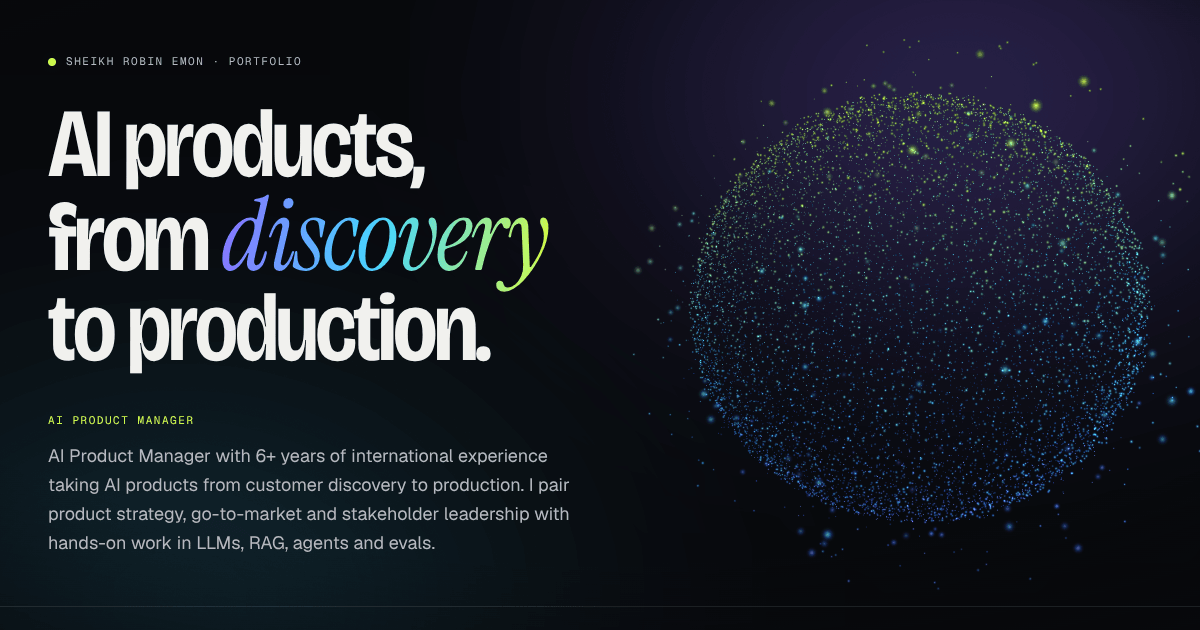 SHEIKH ROBIN EMON · PORTFOLIO
AI products,
from discovery
to production.
AI PRODUCT MANAGER
AI Product Manager with 6+ years of international experience
taking AI products from customer discovery to production. I pair
product strategy, go-to-market and stakeholder leadership with
hands-on work in LLMs, RAG, agents and evals.